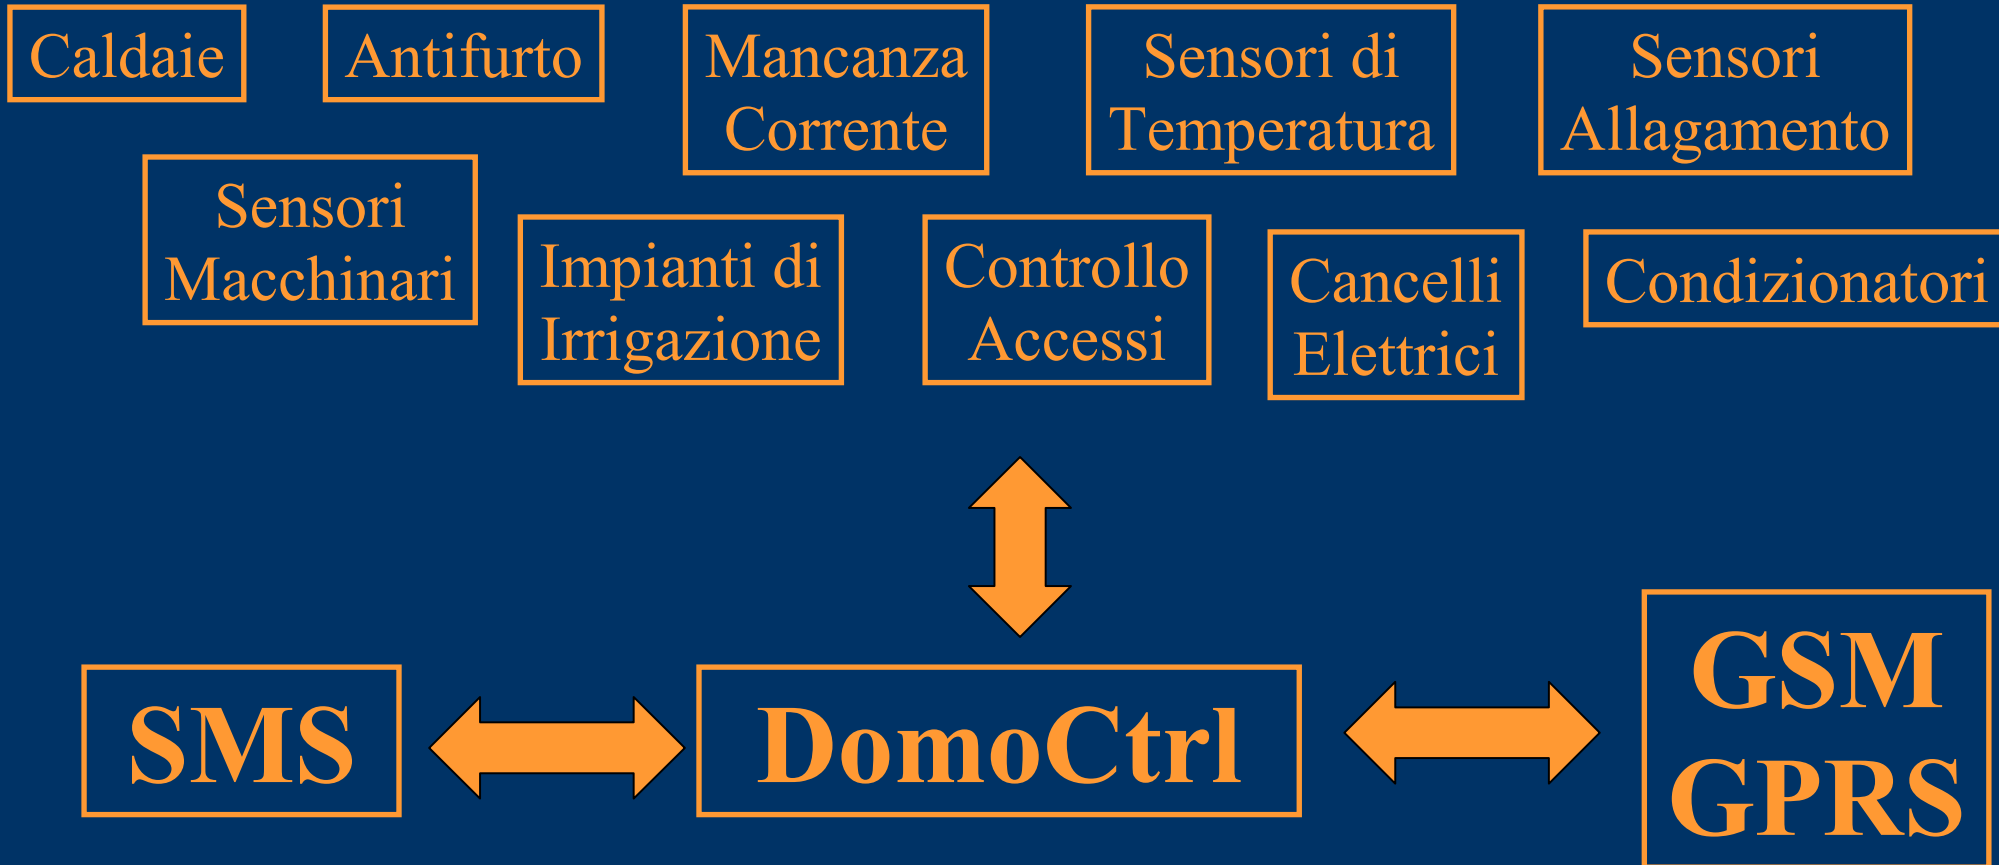 Caldaie
Antifurto
Mancanza
Corrente
Sensori di
Temperatura
Sensori
Allagamento
Sensori
Macchinari
Impianti di
Irrigazione
Controllo
Accessi
Cancelli
Elettrici
Condizionatori
SMS
DomoCtrl
GSM
GPRS